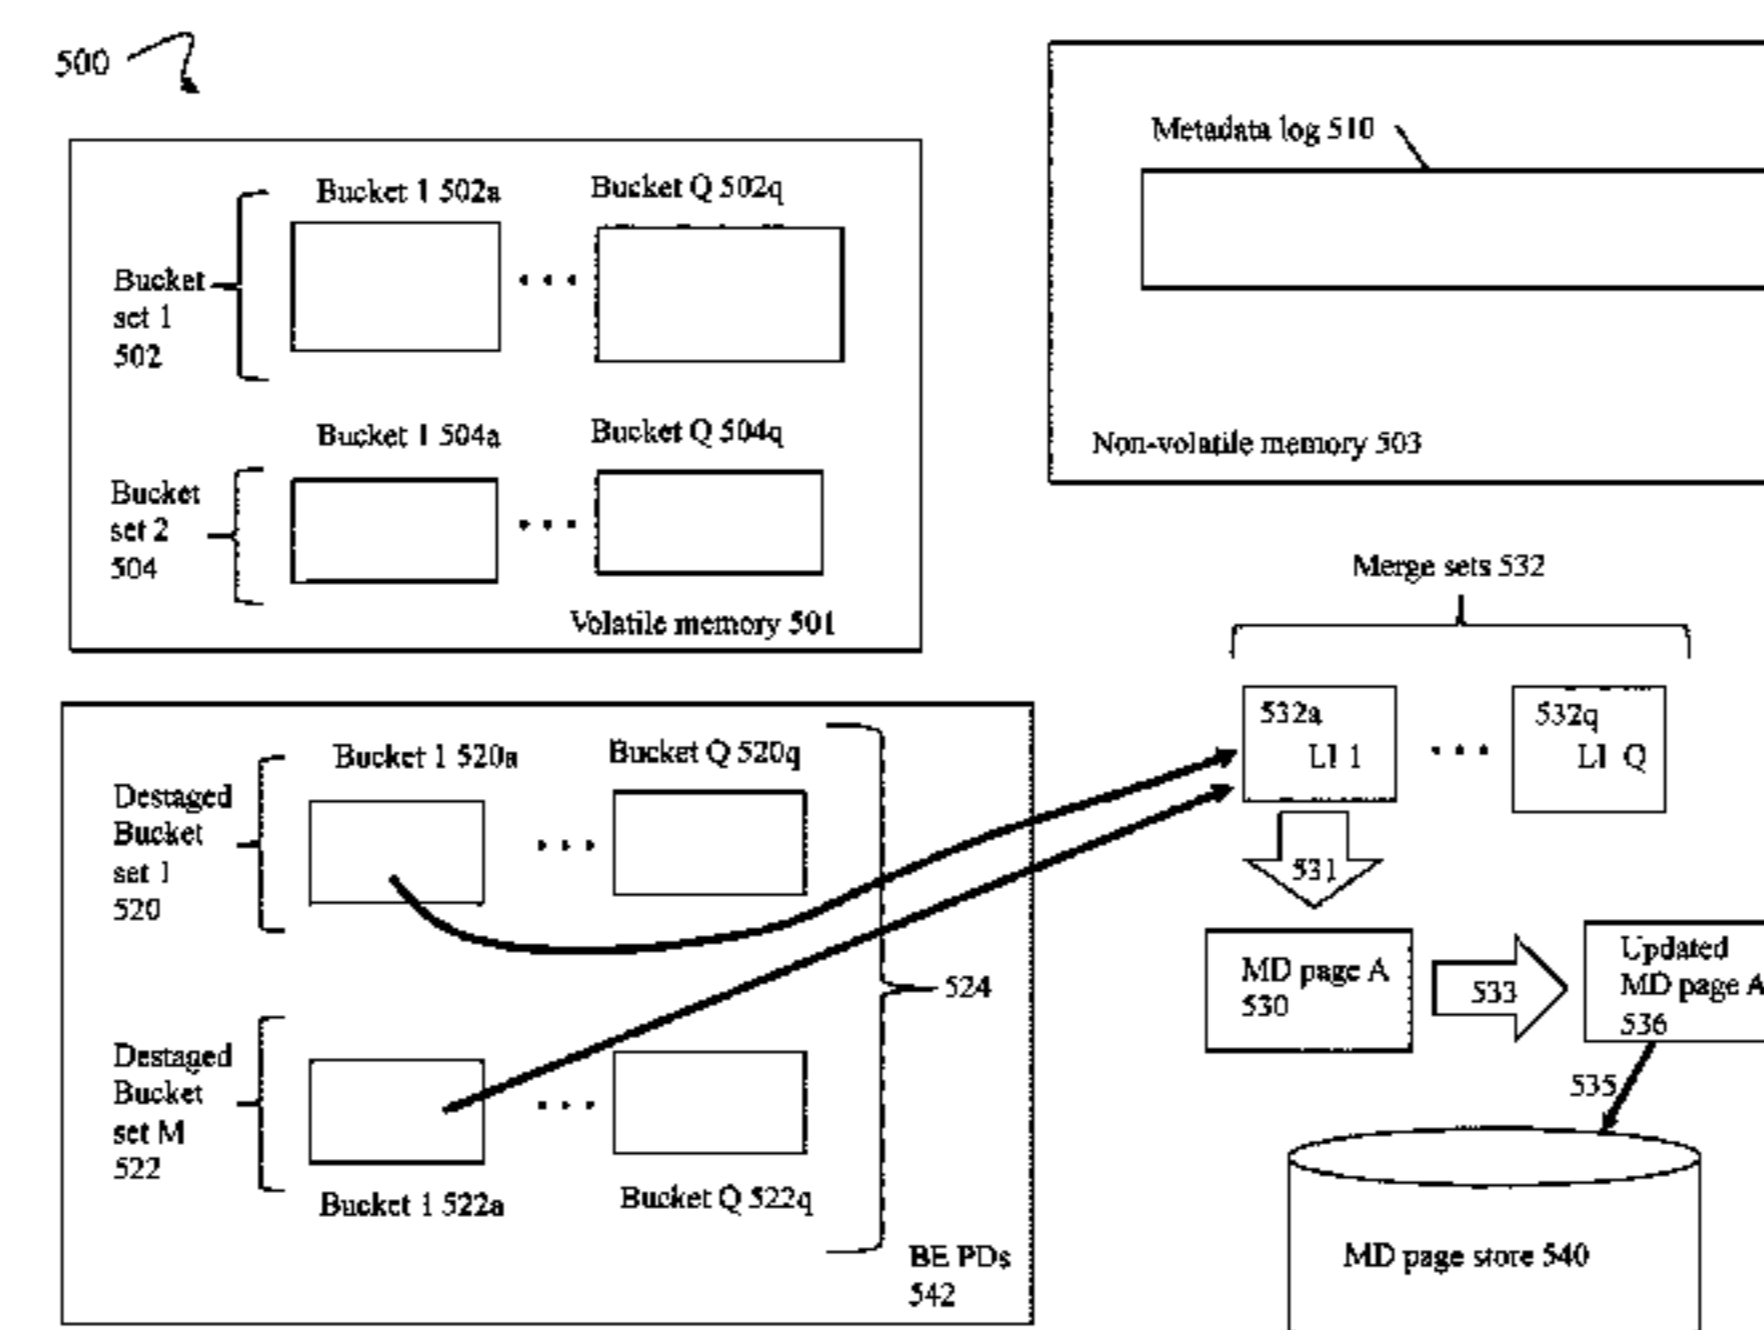 500
Metadata log 510
Bucket 1 502a
Bucket Q 502q
Bucket
set 1
502
Bucket 1 504a
Bucket Q 504q
Non-volatile memory 503
Bucket
set 2
504
Volatile memory 501
Merge sets 532
532a
LI 1
532q
LI Q
Bucket 1 520a
Bucket Q 520q
Destaged
Bucket
set 1
520
531
524
MD page A
530
533
Updated
MD page A
536
Destaged
Bucket
set M
522
535
Bucket 1 522a
Bucket Q 522q
BE PDs
542
MD page store 540